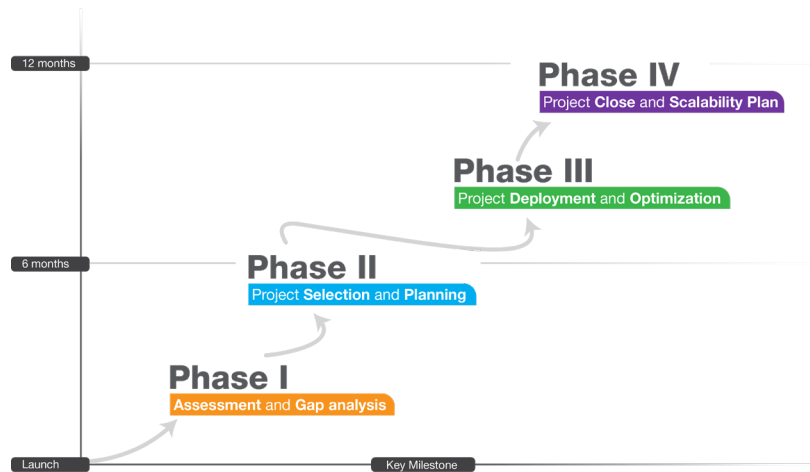 12 months
Phase IV
Project Close and Scalability Plan
Phase III
Project Deployment and Optimization
6 months
Phase II
Project Selection and Planning
Phase I
Assessment and Gap analysis
Launch
Key Milestone